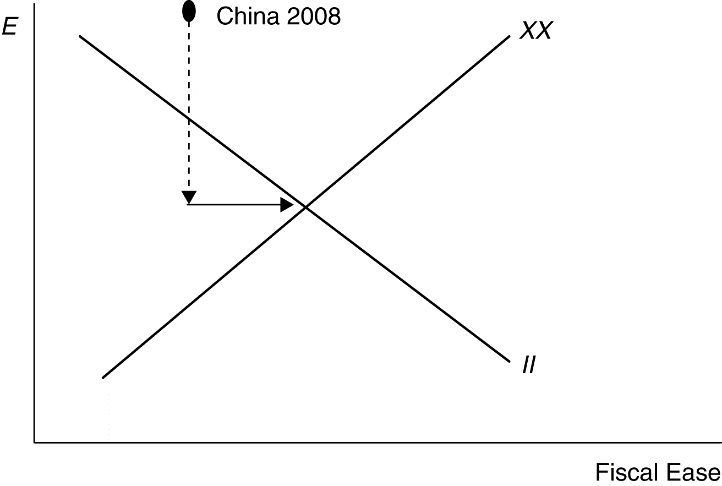 E
China 2008
XX
II
Fiscal Ease